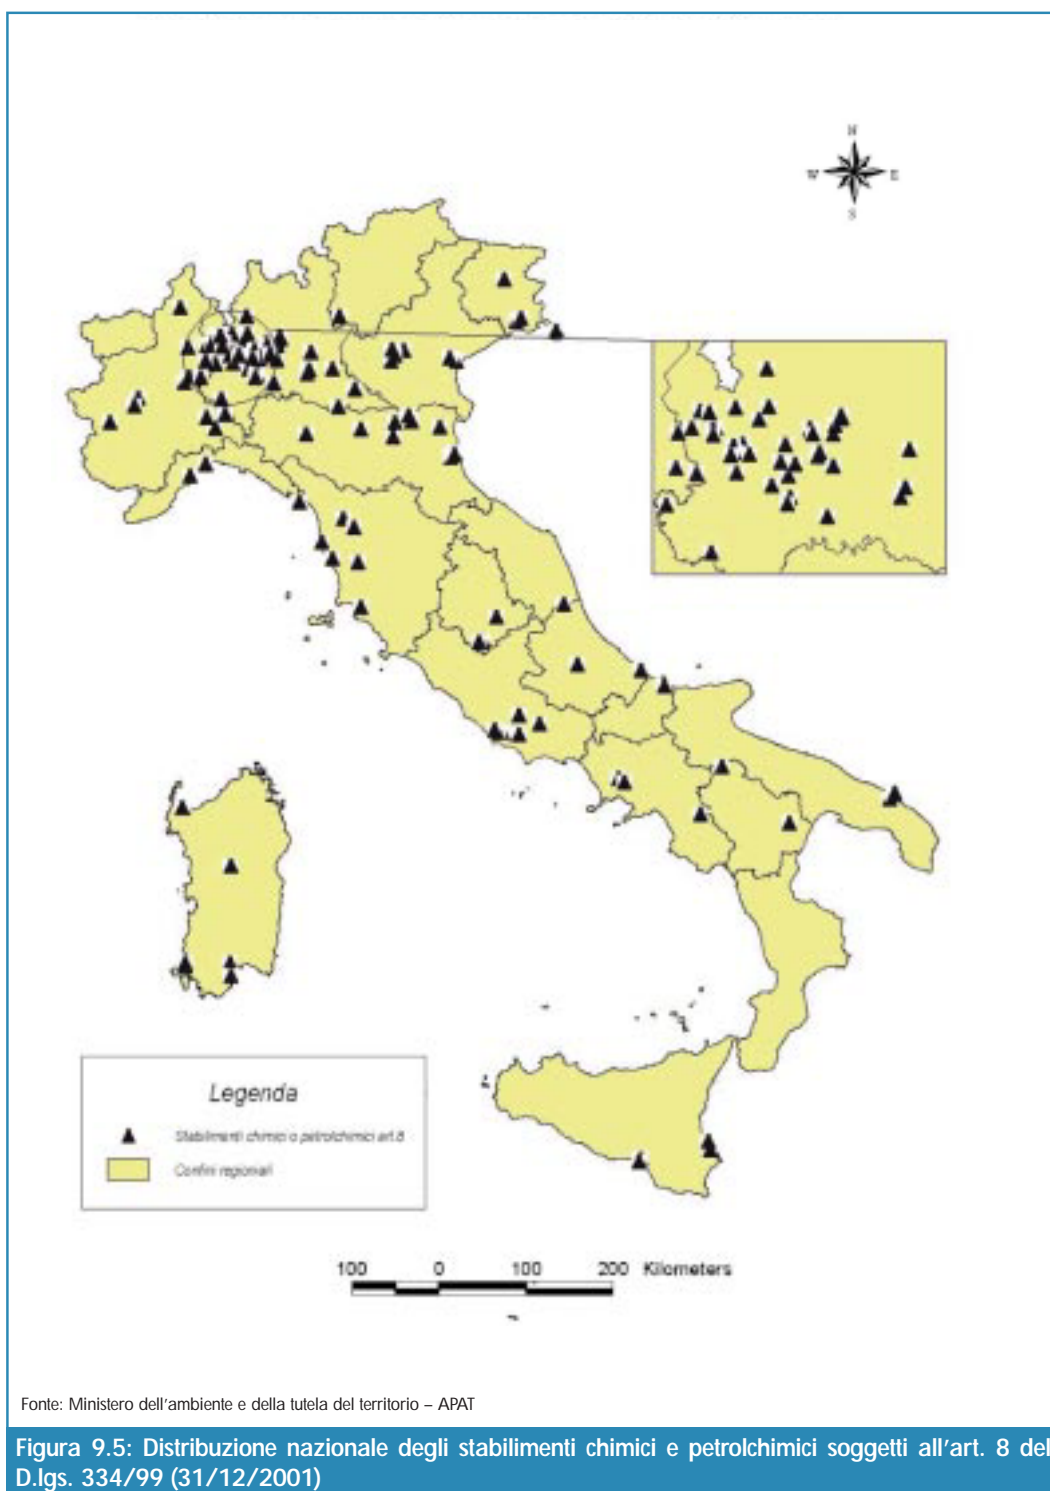 N
W E
S
Legenda
Stabilimenti chimici o petrolchimici art.8
Confini regionali
100 0 100 200 Kilometers
Fonte: Ministero dell'ambiente e della tutela del territorio – APAT
Figura 9.5: Distribuzione nazionale degli stabilimenti chimici e petrolchimici soggetti all'art. 8 del
D.lgs. 334/99 (31/12/2001)